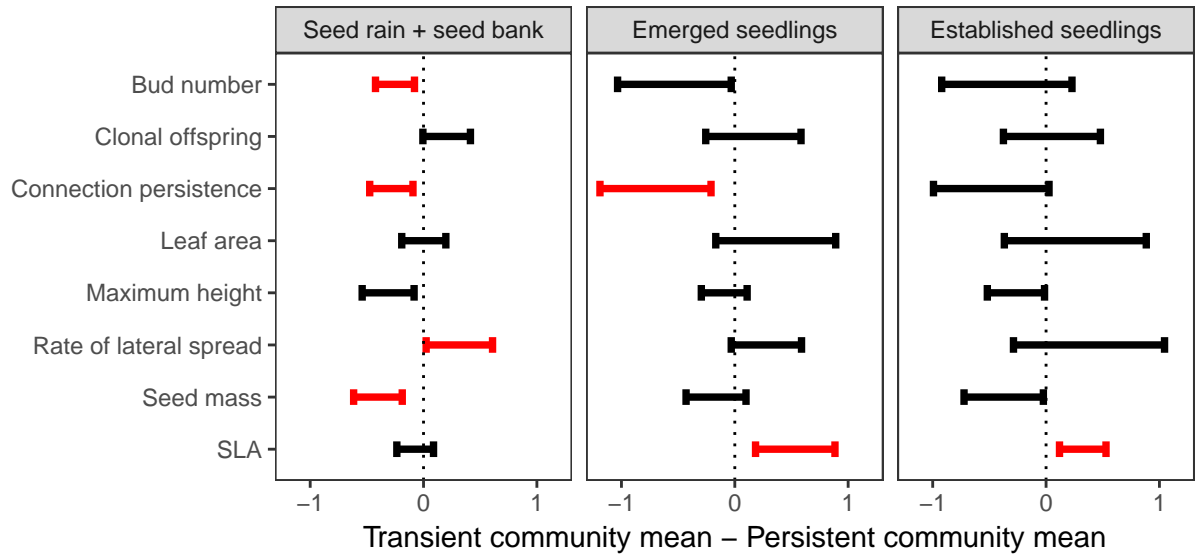 Seed rain + seed bank
Emerged seedlings
Established seedlings
Bud number
Clonal offspring
Connection persistence
Leaf area
Maximum height
Rate of lateral spread
Seed mass
SLA
−1 0 1 −1 0 1 −1 0 1
Transient community mean − Persistent community mean